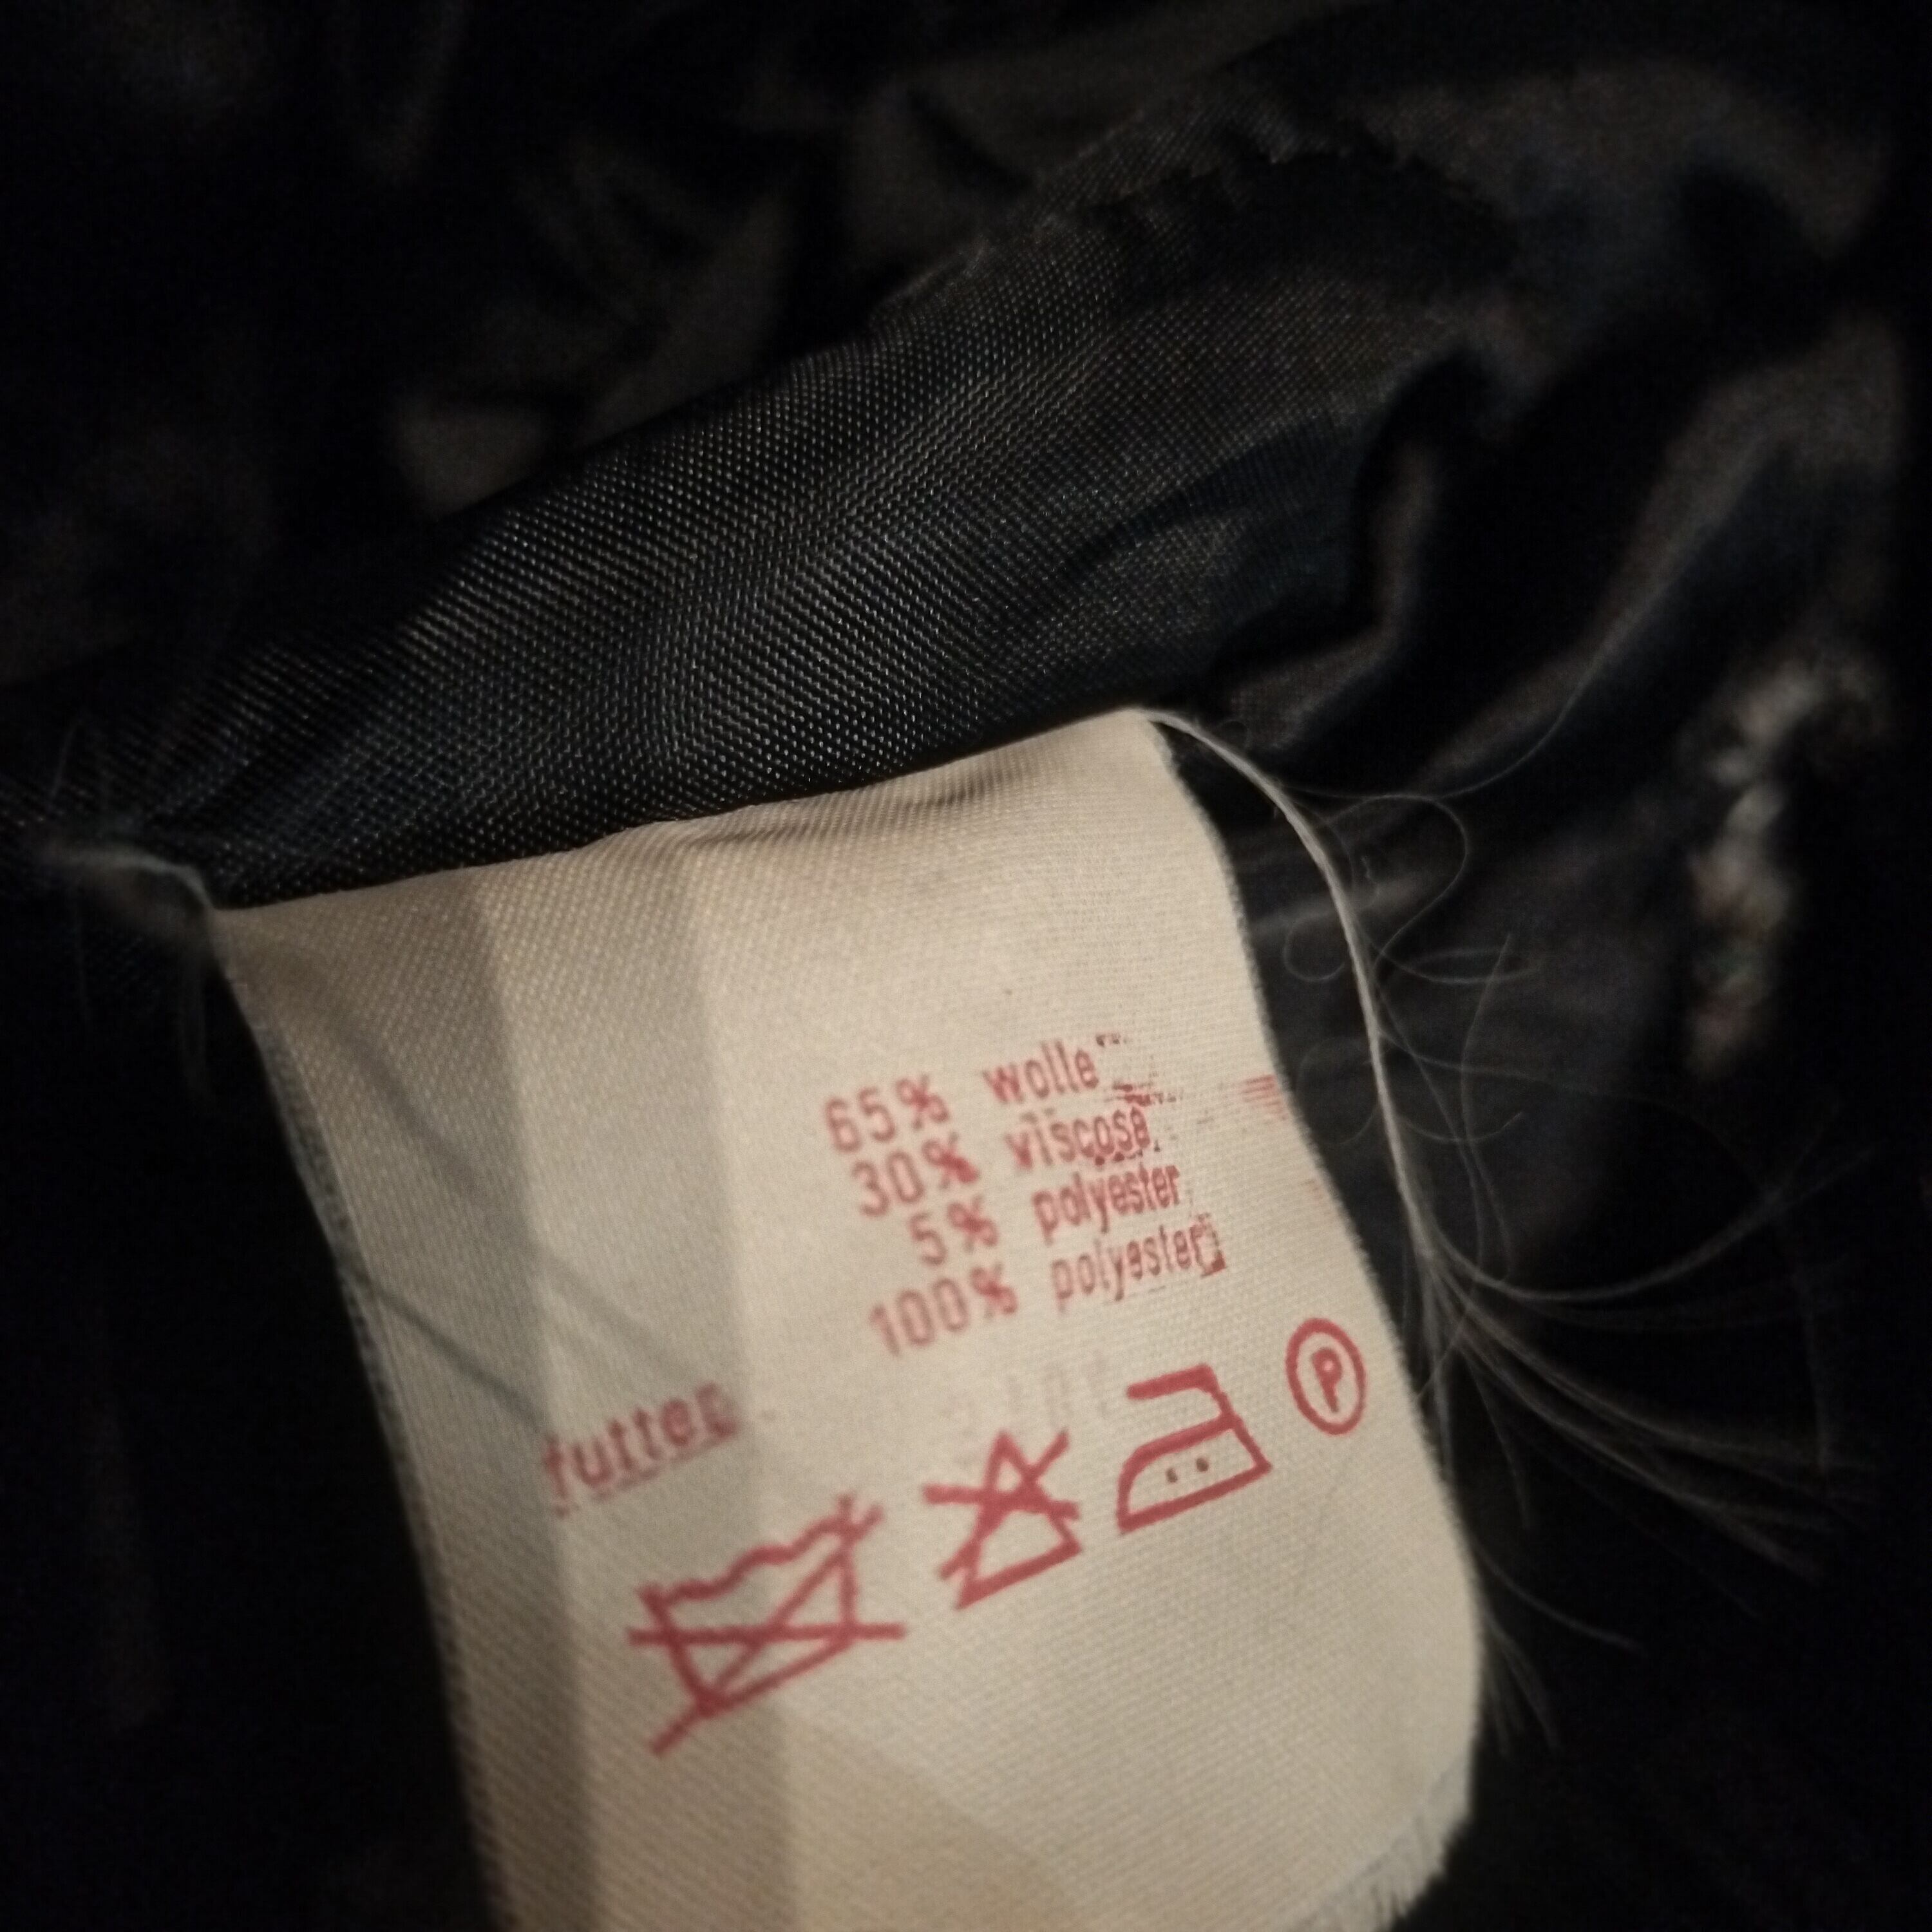 65% wolle
30% viscose
5% polyester
futter 100% polyester
P